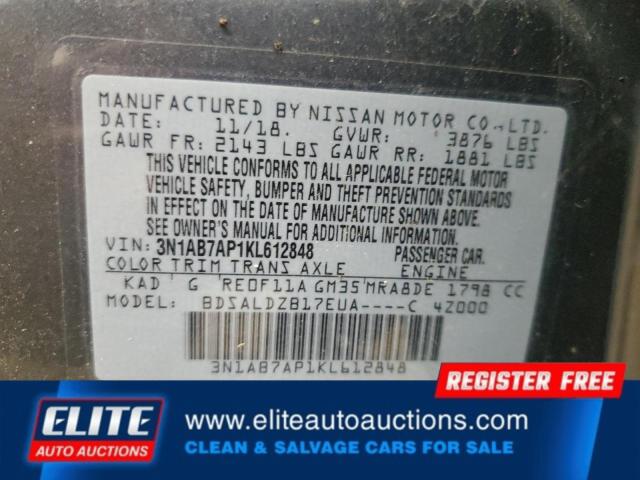 MANUFACTURED BY NISSAN MOTOR CO.,LTD.
DATE: 11/18. GVWR: 3876 LBS
GAWR FR: 2143 LBS GAWR RR: 1881 LBS
THIS VEHICLE CONFORMS TO ALL APPLICABLE FEDERAL MOTOR
VEHICLE SAFETY, BUMPER AND THEFT PREVENTION STANDARDS
IN EFFECT ON THE DATE OF MANUFACTURE SHOWN ABOVE.
SEE OWNER'S MANUAL FOR ADDITIONAL INFORMATION
VIN: 3N1AB7AP1KL612848 PASSENGER CAR.
COLOR TRIM TRANS AXLE ENGINE
KAD G RE0F11A GM35 MRA8DE 1798 CC
MODEL: BDSALDZB17EUA----C 42000
3N1AB7AP1KL612848
REGISTER FREE
ELITE
AUTO AUCTIONS
www.eliteautoauctions.com
CLEAN & SALVAGE CARS FOR SALE